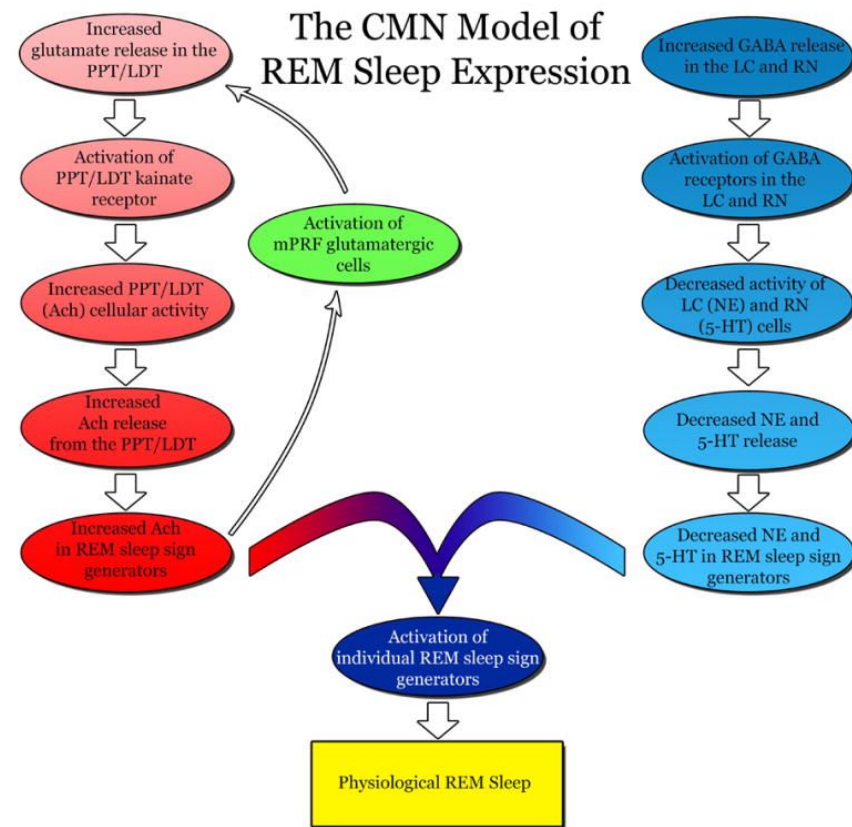 The CMN Model of
REM Sleep Expression
Increased
glutamate release in the
PPT/LDT
Activation of
PPT/LDT kainate
receptor
Increased PPT/LDT
(Ach) cellular activity
Increased
Ach release
from the PPT/LDT
Increased Ach
in REM sleep sign
generators
Activation of
mPRF glutamatergic
cells
Increased GABA release
in the LC and RN
Activation of GABA
receptors in the
LC and RN
Decreased activity of
LC (NE) and RN
(5-HT) cells
Decreased NE and
5-HT release
Decreased NE and
5-HT in REM sleep sign
generators
Activation of
individual REM sleep sign
generators
Physiological REM Sleep